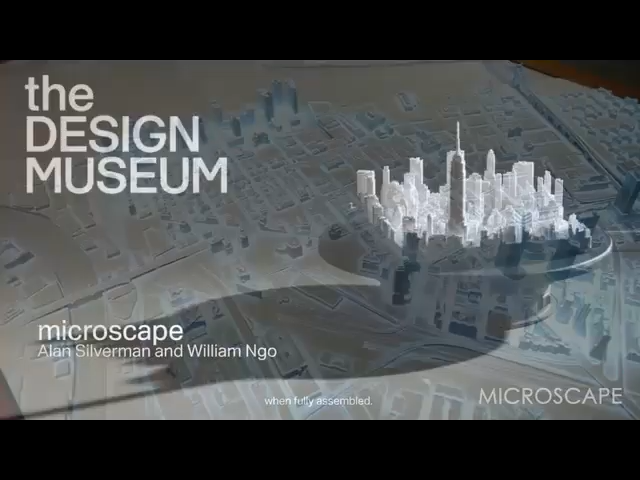 the
DESIGN
MUSEUM
microscape
Alan Silverman and William Ngo
when fully assembled.
MICROSCAPE